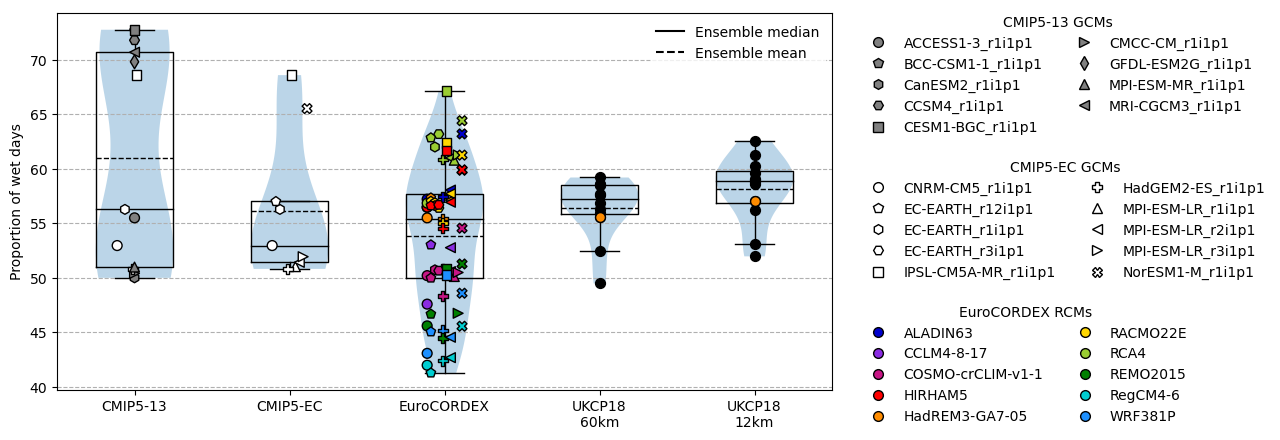 Proportion of wet days
70
65
60
55
50
45
40
Ensemble median
Ensemble mean
CMIP5-13
CMIP5-EC
EuroCORDEX
UKCP18
60km
UKCP18
12km
CMIP5-13 GCMs
ACCESS1-3_r1i1p1
BCC-CSM1-1_r1i1p1
CanESM2_r1i1p1
CCSM4_r1i1p1
CESM1-BGC_r1i1p1
CMCC-CM_r1i1p1
GFDL-ESM2G_r1i1p1
MPI-ESM-MR_r1i1p1
MRI-CGCM3_r1i1p1
CMIP5-EC GCMs
CNRM-CM5_r1i1p1
EC-EARTH_r12i1p1
EC-EARTH_r1i1p1
EC-EARTH_r3i1p1
IPSL-CM5A-MR_r1i1p1
HadGEM2-ES_r1i1p1
MPI-ESM-LR_r1i1p1
MPI-ESM-LR_r2i1p1
MPI-ESM-LR_r3i1p1
NorESM1-M_r1i1p1
EuroCORDEX RCMs
ALADIN63
CCLM4-8-17
COSMO-crCLIM-v1-1
HIRHAM5
HadREM3-GA7-05
RACMO22E
RCA4
REMO2015
RegCM4-6
WRF381P